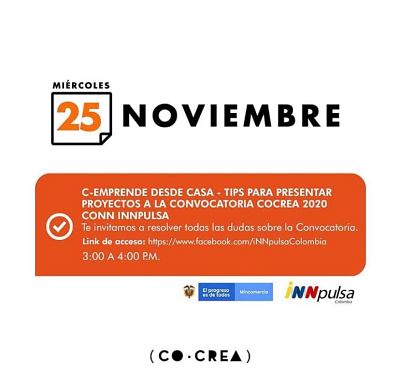 MIÉRCOLES
25 NOVIEMBRE
C-EMPRENDE DESDE CASA - TIPS PARA PRESENTAR
PROYECTOS A LA CONVOCATORIA COCREA 2020
CONN INNPULSA
Te invitamos a resolver todas las dudas sobre la Convocatoría.
Link de acceso: https://www.facebook.com/iNNpulsaColombia
3:00 A 4:00 P.M.
El progreso
es de todos
Mincomercio
iNNpulsa
Colombia
(CO·CREA)